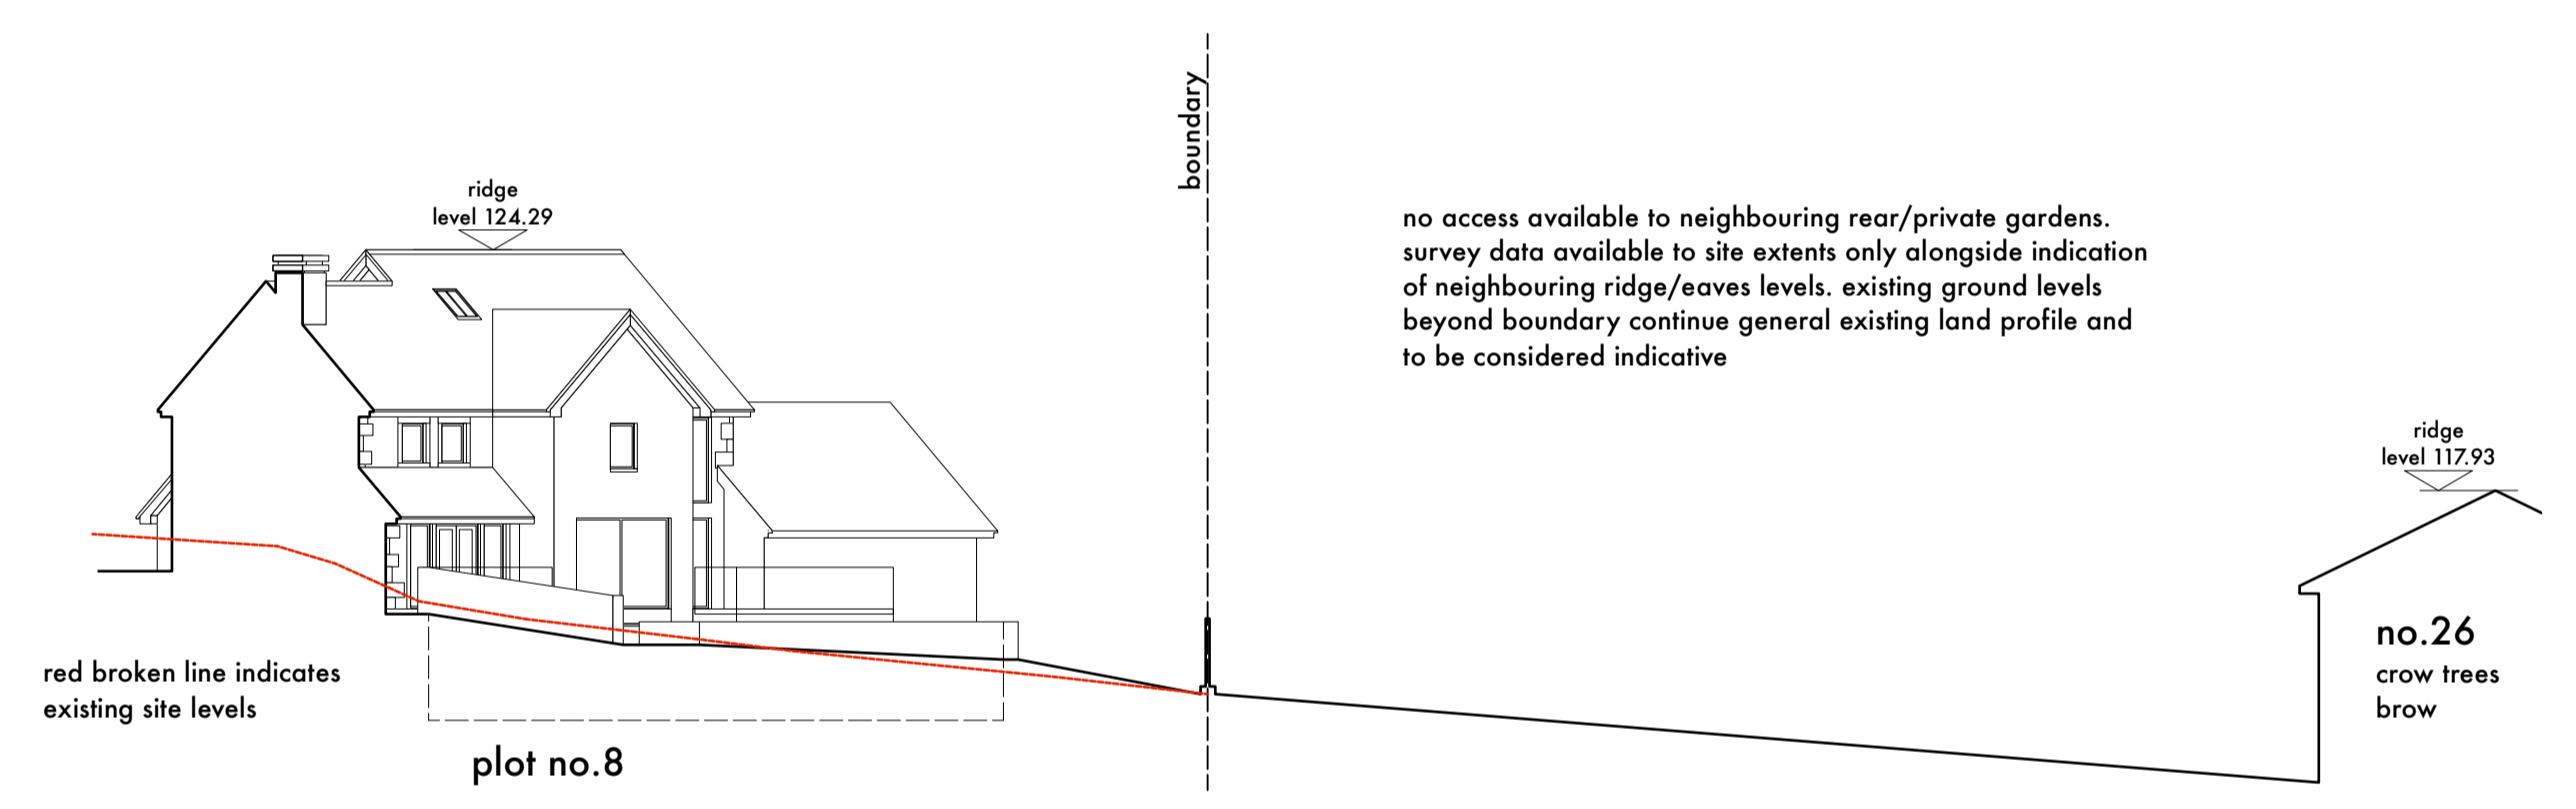 boundary
ridge
level 124.29
no access available to neighbouring rear/private gardens.
survey data available to site extents only alongside indication
of neighbouring ridge/eaves levels. existing ground levels
beyond boundary continue general existing land profile and
to be considered indicative
ridge
level 117.93
no.26
crow trees
brow
red broken line indicates
existing site levels
plot no.8